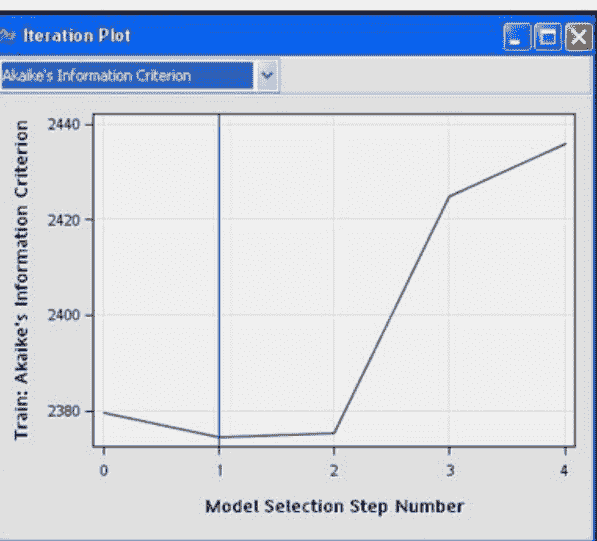 Iteration Plot
Akaike's Information Criterion
Train: Akaike's Information Criterion
2440
2420
2400
2380
0 1 2 3 4
Model Selection Step Number